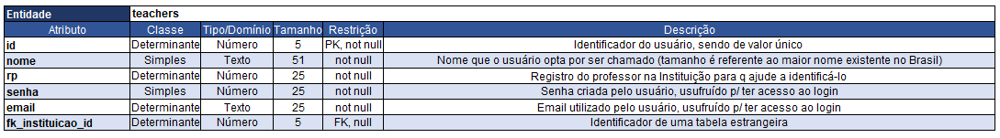 Entidade teachers
Atributo Classe Tipo/Domínio Tamanho Restrição Descrição
id Determinante Número 5 PK, not null Identificador do usuário, sendo de valor único
nome Simples Texto 51 not null Nome que o usuário opta por ser chamado (tamanho é referente ao maior nome existente no Brasil)
rp Determinante Número 25 not null Registro do professor na Instituição para q ajude a identificá-lo
senha Simples Número 25 not null Senha criada pelo usuário, usufruído p/ ter acesso ao login
email Determinante Texto 25 not null Email utilizado pelo usuário, usufruído p/ ter acesso ao login
fk_instituicao_id Determinante Número 5 FK, null Identificador de uma tabela estrangeira